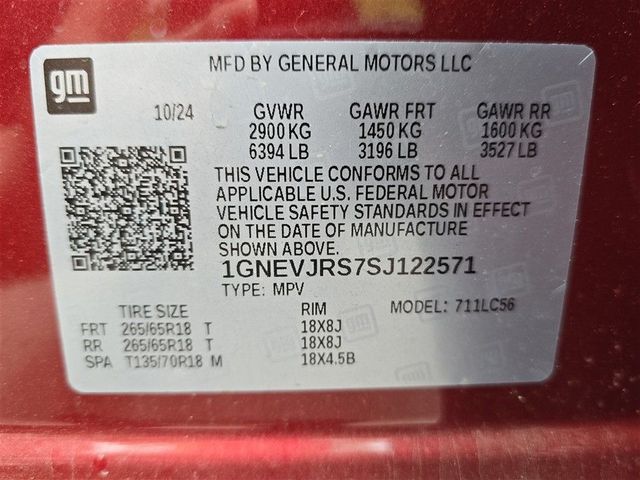 gm
MFD BY GENERAL MOTORS LLC
10/24
GVWR GAWR FRT GAWR RR
2900 KG 1450 KG 1600 KG
6394 LB 3196 LB 3527 LB
THIS VEHICLE CONFORMS TO ALL
APPLICABLE U.S. FEDERAL MOTOR
VEHICLE SAFETY STANDARDS IN EFFECT
ON THE DATE OF MANUFACTURE
SHOWN ABOVE.
1GNEVJRS7SJ122571
TYPE: MPV
TIRE SIZE RIM MODEL: 711LC56
FRT 265/65R18 T 18X8J
RR 265/65R18 T 18X8J
SPA T135/70R18 M 18X4.5B